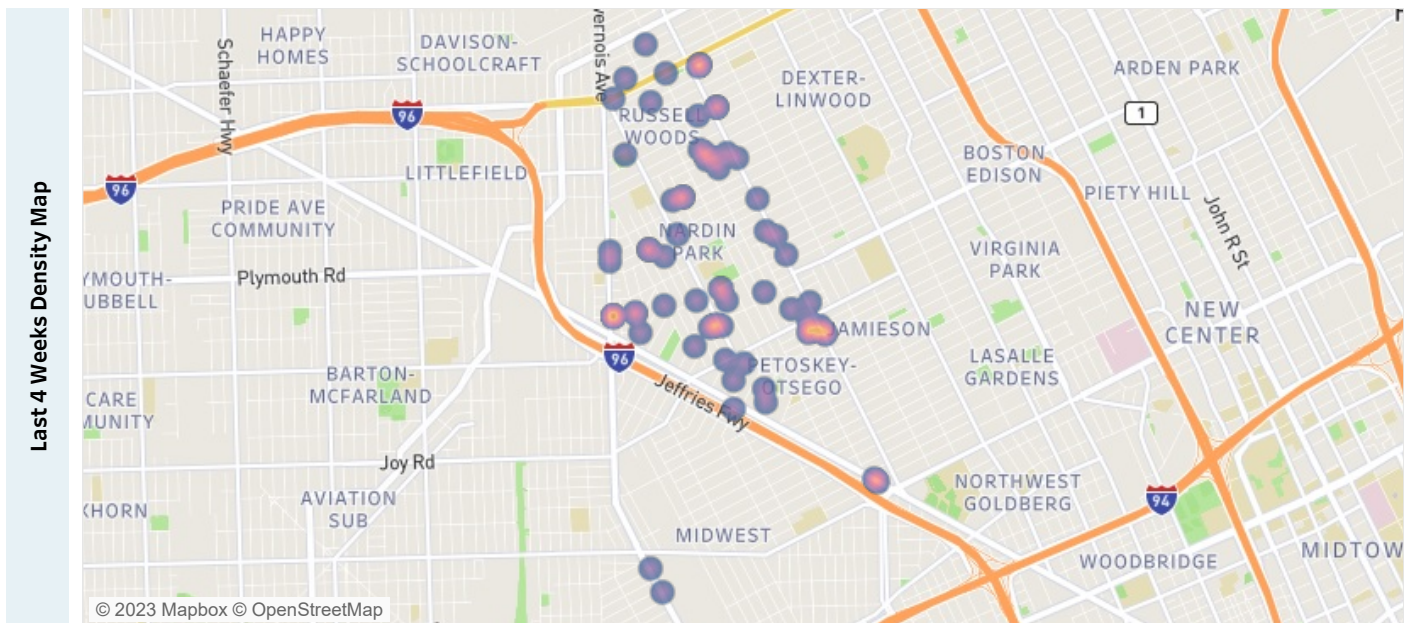 Last 4 Weeks Density Map
HAPPY
HOMES
DAVISON-
SCHOOLCRAFT
Schaefer Hwy
vernois Ave
DEXTER-
LINWOOD
ARDEN PARK
1
96
RUSSELL
WOODS
BOSTON
EDISON
LITTLEFIELD
96
PIETY HILL
PRIDE AVE
COMMUNITY
John R St
NARDIN
PARK
VIRGINIA
PARK
YMOUTH-
UBBELL
Plymouth Rd
NEW
CENTER
AMIESON
96
LASALLE
GARDENS
PETOSKEY-
OTSEGO
BARTON-
MCFARLAND
Jeffries Fwy
CARE
MUNITY
Joy Rd
NORTHWEST
GOLDBERG
94
AVIATION
SUB
KHORN
MIDWEST
WOODBRIDGE
MIDTOW
© 2023 Mapbox © OpenStreetMap